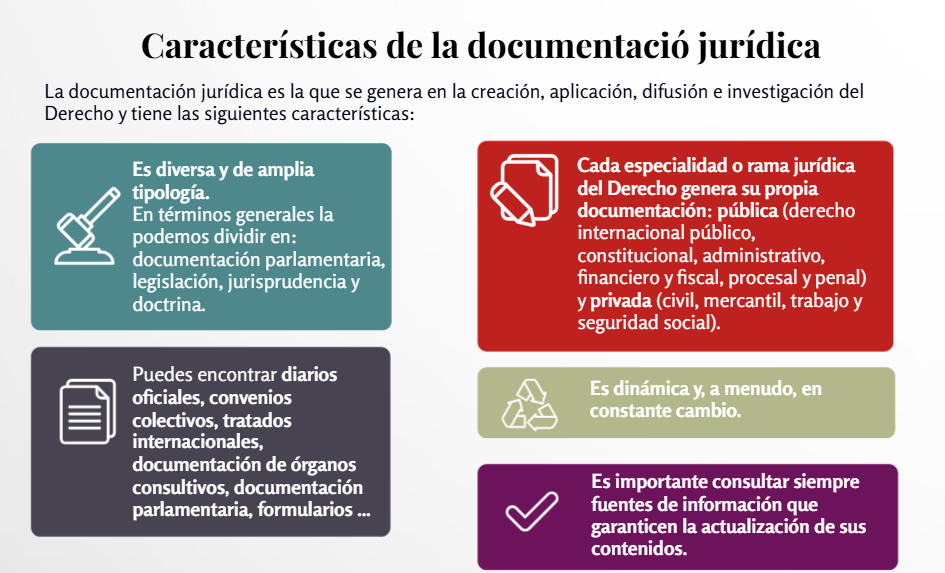 Características de la documentació jurídica
La documentación jurídica es la que se genera en la creación, aplicación, difusión e investigación del
Derecho y tiene las siguientes características:
Es diversa y de amplia
tipología.
En términos generales la
podemos dividir en:
documentación parlamentaria,
legislación, jurisprudencia y
doctrina.
Cada especialidad o rama jurídica
del Derecho genera su propia
documentación: pública (derecho
internacional público,
constitucional, administrativo,
financiero y fiscal, procesal y penal)
y privada (civil, mercantil, trabajo y
seguridad social).
Puedes encontrar diarios
oficiales, convenios
colectivos, tratados
internacionales,
documentación de órganos
consultivos, documentación
parlamentaria, formularios ...
Es dinámica y, a menudo, en
constante cambio.
Es importante consultar siempre
fuentes de información que
garanticen la actualización de sus
contenidos.